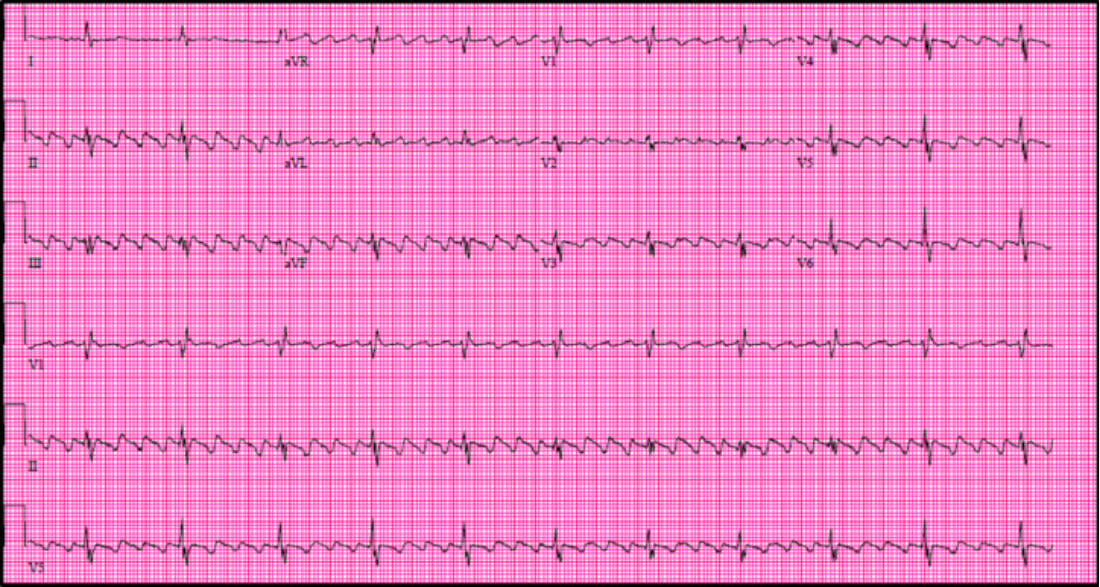 I aVR V1 V4
II aVL V2 V5
III aVF V3 V6
V1
II
V5